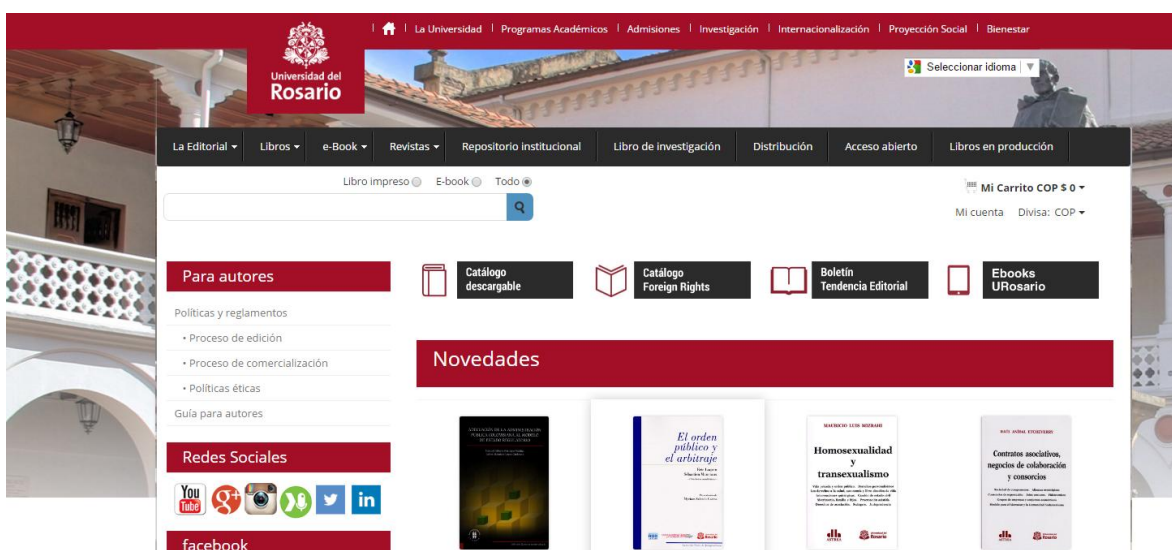 La Universidad | Programas Académicos | Admisiones | Investigación | Internacionalización | Proyección Social | Bienestar
Universidad del
Rosario
Seleccionar idioma
La Editorial Libros e-Book Revistas Repositorio institucional Libro de investigación Distribución Acceso abierto Libros en producción
Libro impreso E-book Todo
Mi Carrito COP $ 0
Mi cuenta Divisa: COP
Para autores
Políticas y reglamentos
• Proceso de edición
• Proceso de comercialización
• Políticas éticas
Guía para autores
Redes Sociales
You
Tube
in
facebook
Catálogo
descargable
Catálogo
Foreign Rights
Boletín
Tendencia Editorial
Ebooks
URosario
Novedades
El orden
público y
el arbitraje
Homosexualidad
y
transexualismo
Contratos asociativos,
negocios de colaboración
y consorcios